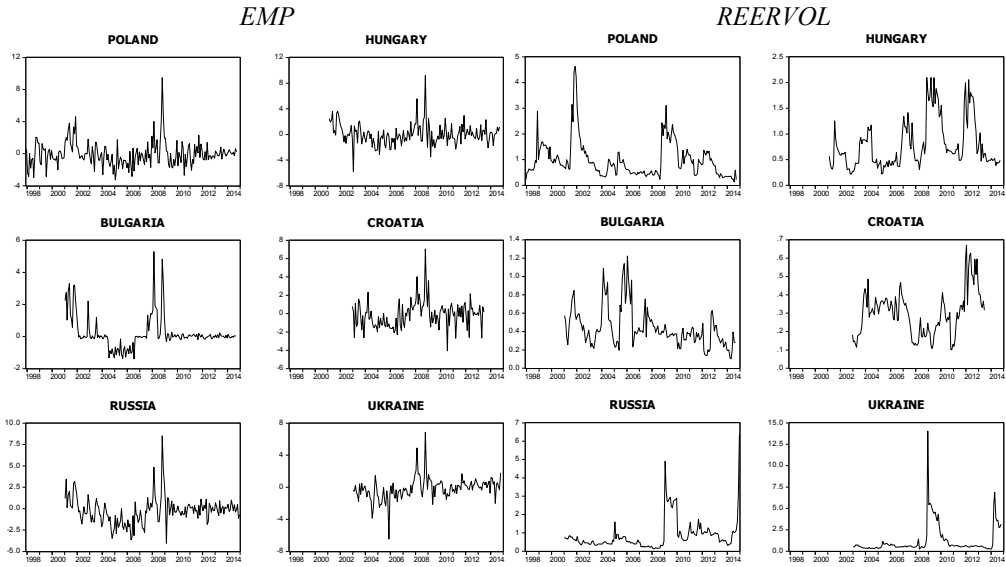 EMP REERVOL
POLAND HUNGARY POLAND HUNGARY
12 12 5 2.5
8 8 4 2.0
4 4 3 1.5
0 0 2 1.0
-4 -4 1 0.5
-8 0 0.0
1998 2000 2002 2004 2006 2008 2010 2012 2014 1998 2000 2002 2004 2006 2008 2010 2012 2014 1998 2000 2002 2004 2006 2008 2010 2012 2014 1998 2000 2002 2004 2006 2008 2010 2012 2014
BULGARIA CROATIA BULGARIA CROATIA
6 8 1.4 .7
4 6 1.2 .6
2 4 1.0 .5
0 2 0.8 .4
-2 0 0.6 .3
-2 0.4 .2
-4 0.2 .1
-6 0.0 .0
1998 2000 2002 2004 2006 2008 2010 2012 2014 1998 2000 2002 2004 2006 2008 2010 2012 2014 1998 2000 2002 2004 2006 2008 2010 2012 2014 1998 2000 2002 2004 2006 2008 2010 2012 2014
RUSSIA UKRAINE RUSSIA UKRAINE
10.0 8 7 15.0
7.5 4 6 12.5
5.0 0 5 10.0
2.5 -4 4 7.5
0.0 -8 3 5.0
-2.5 2 2.5
-5.0 1 0.0
0
1998 2000 2002 2004 2006 2008 2010 2012 2014 1998 2000 2002 2004 2006 2008 2010 2012 2014 1998 2000 2002 2004 2006 2008 2010 2012 2014 1998 2000 2002 2004 2006 2008 2010 2012 2014